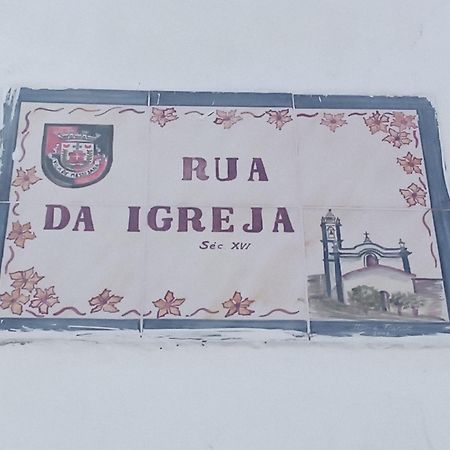 RUA
DA IGREJA
Séc XVI